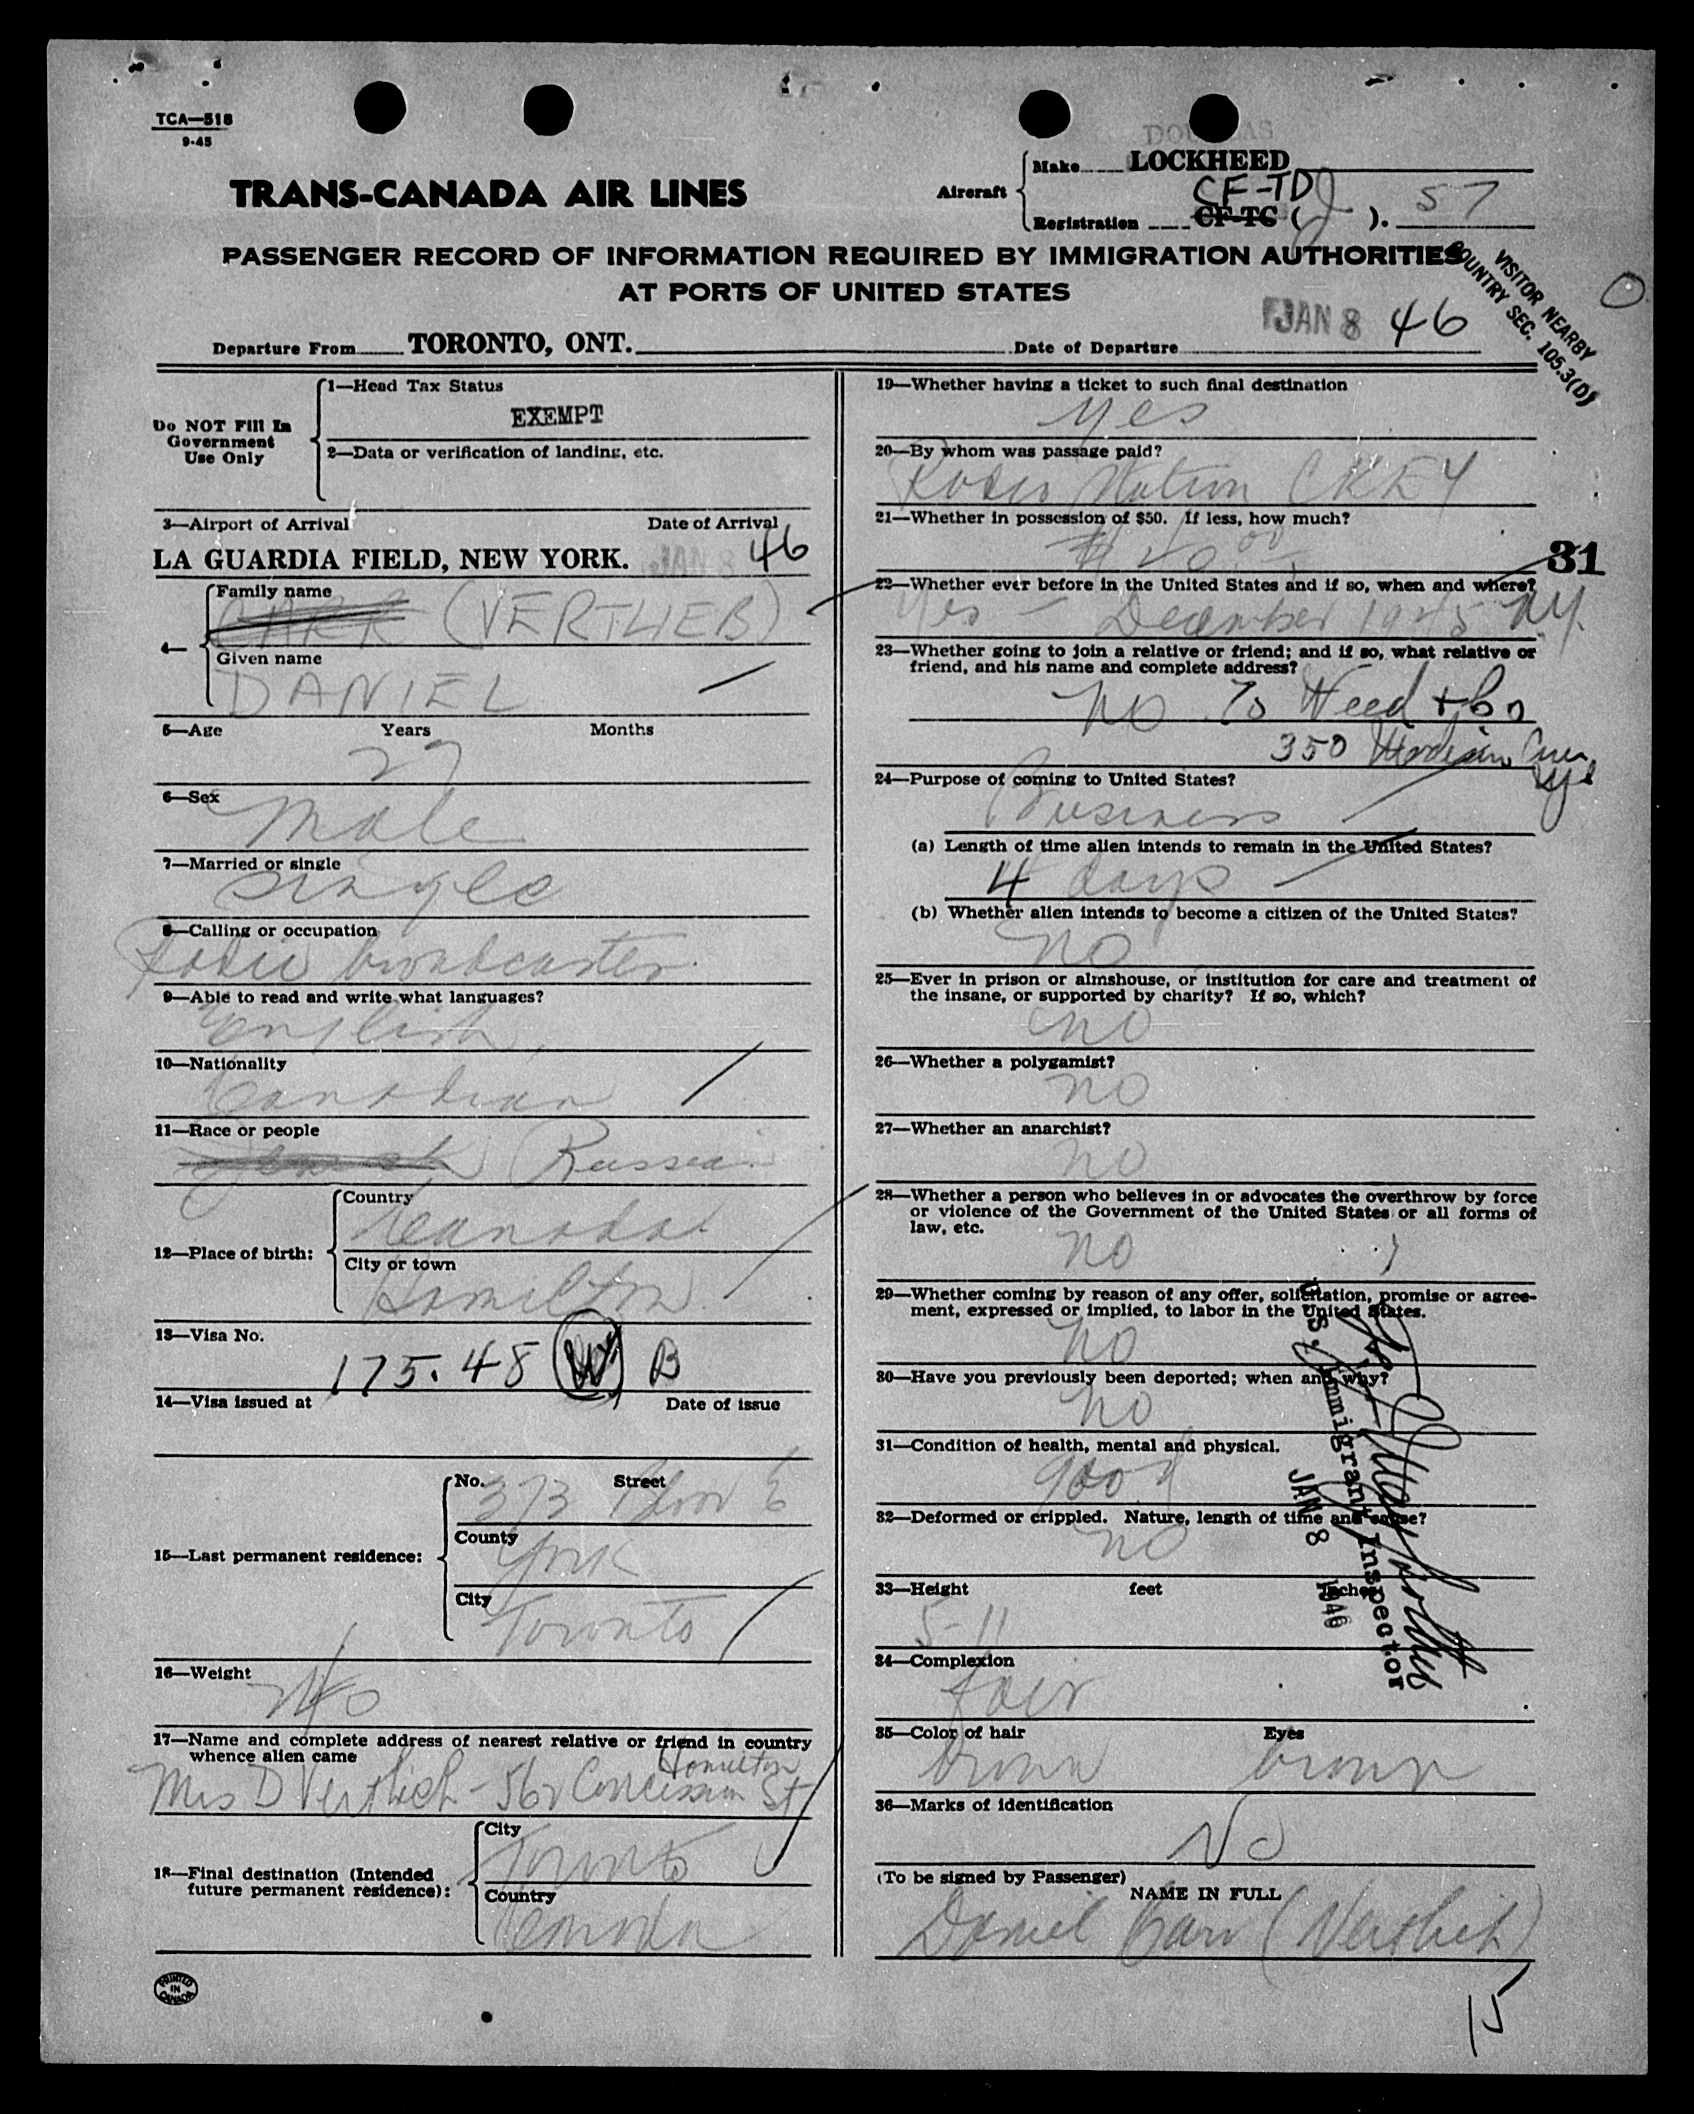 TCA—518
9-45
TRANS-CANADA AIR LINES
Aircraft
DOUGLAS
Make LOCKHEED
CF-TD
Registration CF-TC ( J ). 57
PASSENGER RECORD OF INFORMATION REQUIRED BY IMMIGRATION AUTHORITIES
AT PORTS OF UNITED STATES
VISITOR NEARBY
COUNTRY SEC. 105.3(D)
Departure From TORONTO, ONT. Date of Departure JAN 8 46
Do NOT Fill In
Government
Use Only
1—Head Tax Status
EXEMPT
2—Data or verification of landing, etc.
3—Airport of Arrival Date of Arrival
LA GUARDIA FIELD, NEW YORK. JAN 8 46
4—
Family name
CARR (VERTLIEB)
Given name
DANIEL
5—Age Years Months
27
6—Sex
male
7—Married or single
single
8—Calling or occupation
Radio broadcaster.
9—Able to read and write what languages?
English,
10—Nationality
Canadian
11—Race or people
Jewish Russia
12—Place of birth:
Country
Canada
City or town
Hamilton
13—Visa No.
175.48 B
14—Visa issued at Date of issue
15—Last permanent residence:
No. Street
373 Bloor E
County
York
City
Toronto
16—Weight
140
17—Name and complete address of nearest relative or friend in country
whence alien came
Hamilton
Mrs D Vertlieb - 562 Concession St
18—Final destination (Intended
future permanent residence):
City
Toronto
Country
Canada
PRINTED
IN
CANADA
19—Whether having a ticket to such final destination
yes
20—By whom was passage paid?
Radio Station CKEY
21—Whether in possession of $50. If less, how much?
31
22—Whether ever before in the United States and if so, when and where?
Yes - December 1945 N.Y.
23—Whether going to join a relative or friend; and if so, what relative or
friend, and his name and complete address?
no To Weed + Co
350 Madison Ave
NY
24—Purpose of coming to United States?
Business
(a) Length of time alien intends to remain in the United States?
4 days
(b) Whether alien intends to become a citizen of the United States?
no
25—Ever in prison or almshouse, or institution for care and treatment of
the insane, or supported by charity? If so, which?
no
26—Whether a polygamist?
no
27—Whether an anarchist?
no
28—Whether a person who believes in or advocates the overthrow by force
or violence of the Government of the United States or all forms of
law, etc.
no
29—Whether coming by reason of any offer, solicitation, promise or agree-
ment, expressed or implied, to labor in the United States.
no
30—Have you previously been deported; when and why?
no
31—Condition of health, mental and physical.
good
32—Deformed or crippled. Nature, length of time and cause?
no
33—Height feet inches
5-11
34—Complexion
fair
35—Color of hair Eyes
brown brown
36—Marks of identification
No
U.S. Immigrant Inspector
JAN 8 1946
(To be signed by Passenger)
NAME IN FULL
Daniel Carr (Vertlieb)
15